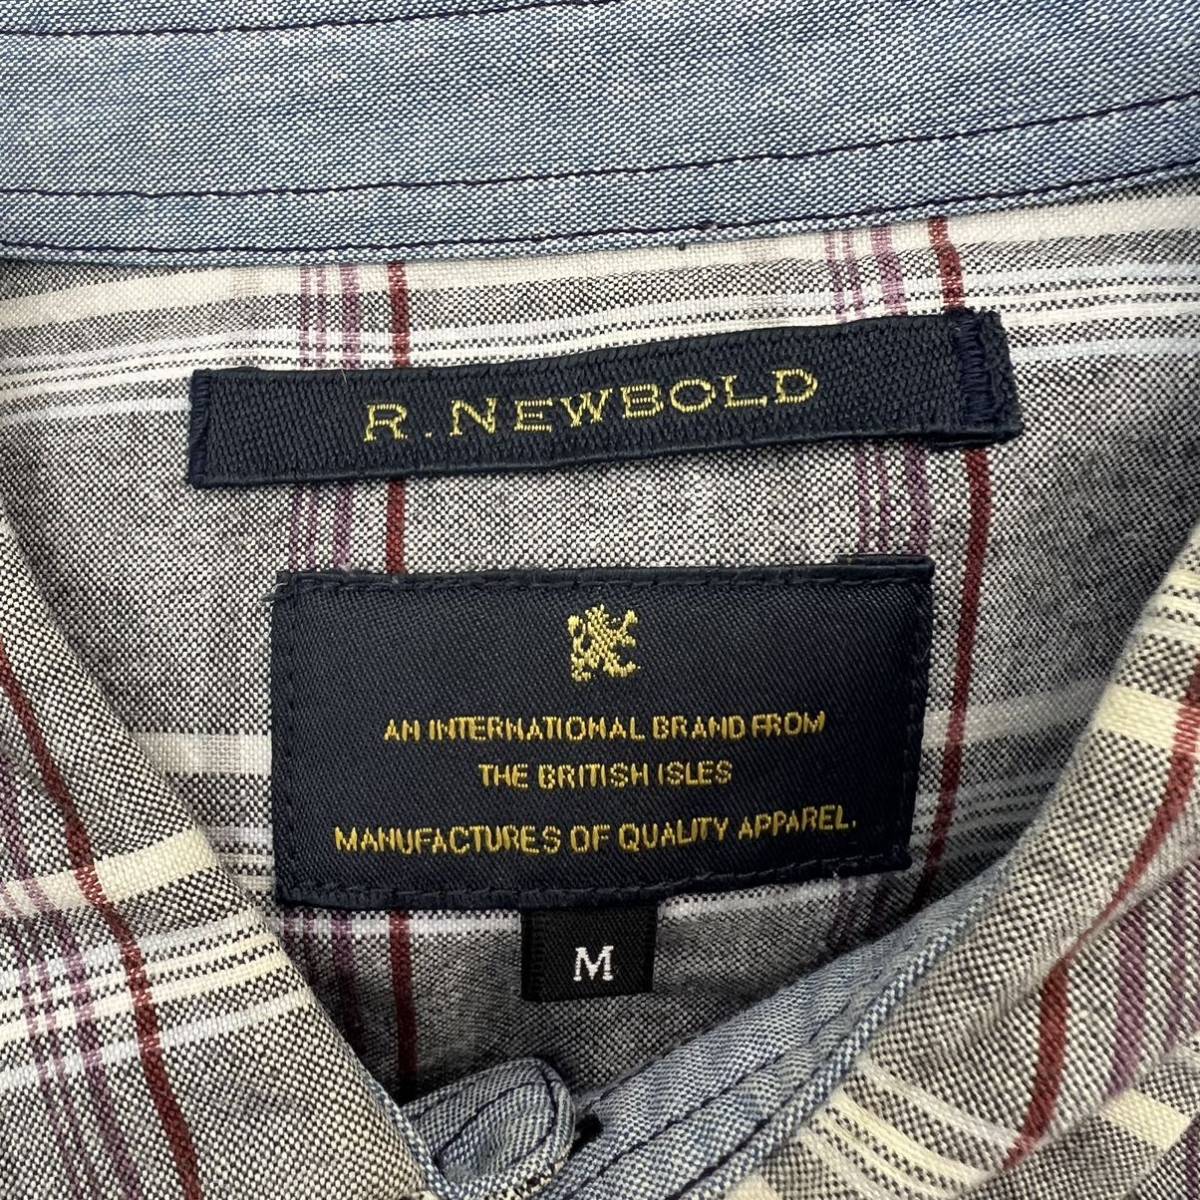 R. NEWBOLD
AN INTERNATIONAL BRAND FROM
THE BRITISH ISLES
MANUFACTURES OF QUALITY APPAREL.
M